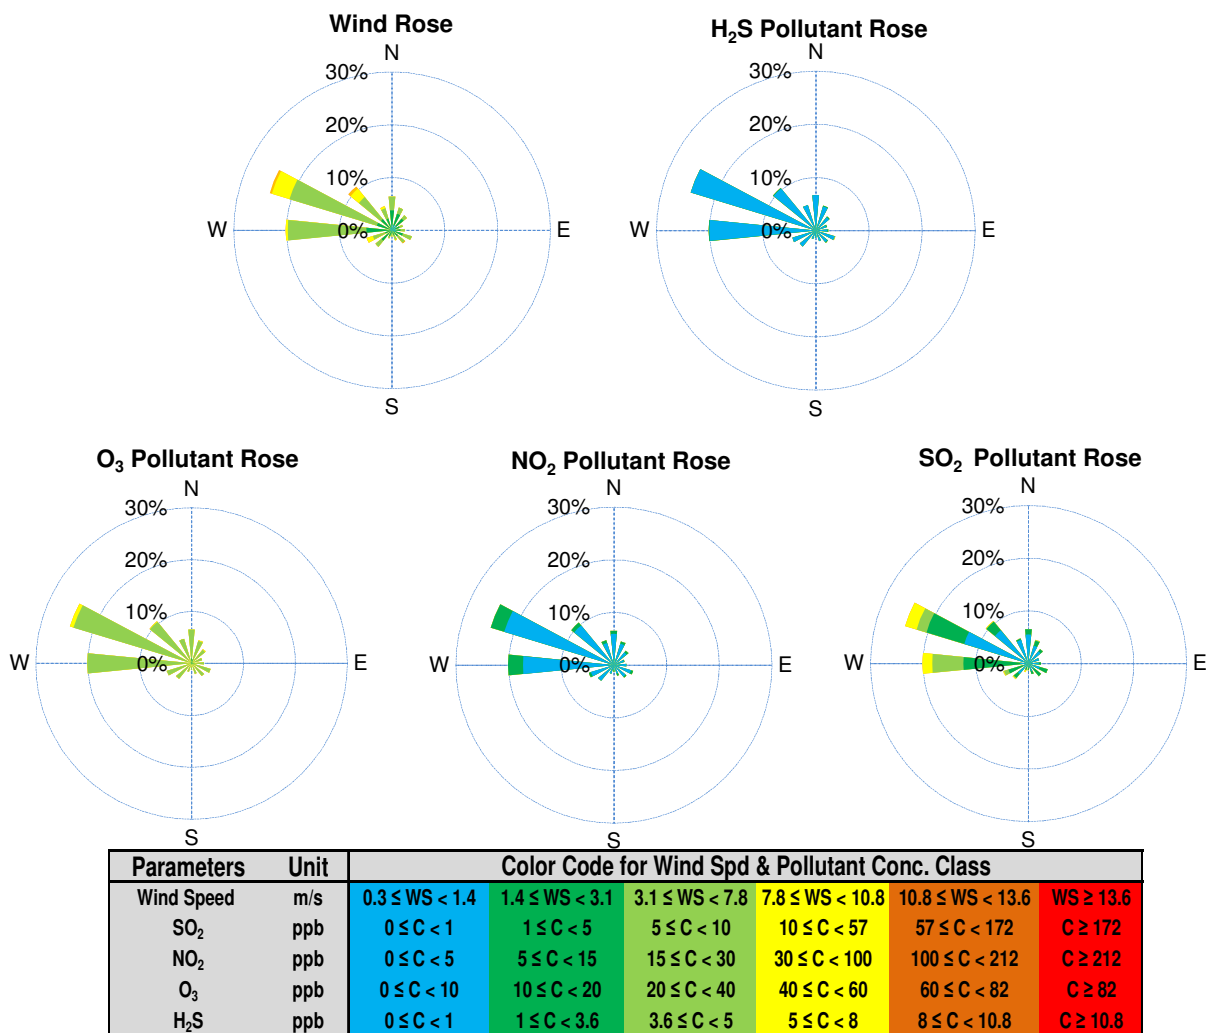 Wind Rose
H₂S Pollutant Rose
N
N
30%
30%
20%
20%
10%
10%
W
0%
E
W
0%
E
S
S
O₃ Pollutant Rose
NO₂ Pollutant Rose
SO₂ Pollutant Rose
N
N
N
30%
30%
30%
20%
20%
20%
10%
10%
10%
W
0%
E
W
0%
E
W
0%
E
S
S
S
Parameters Unit Color Code for Wind Spd & Pollutant Conc. Class
Wind Speed m/s 0.3 ≤ WS < 1.4 1.4 ≤ WS < 3.1 3.1 ≤ WS < 7.8 7.8 ≤ WS < 10.8 10.8 ≤ WS < 13.6 WS ≥ 13.6
SO₂ ppb 0 ≤ C < 1 1 ≤ C < 5 5 ≤ C < 10 10 ≤ C < 57 57 ≤ C < 172 C ≥ 172
NO₂ ppb 0 ≤ C < 5 5 ≤ C < 15 15 ≤ C < 30 30 ≤ C < 100 100 ≤ C < 212 C ≥ 212
O₃ ppb 0 ≤ C < 10 10 ≤ C < 20 20 ≤ C < 40 40 ≤ C < 60 60 ≤ C < 82 C ≥ 82
H₂S ppb 0 ≤ C < 1 1 ≤ C < 3.6 3.6 ≤ C < 5 5 ≤ C < 8 8 ≤ C < 10.8 C ≥ 10.8